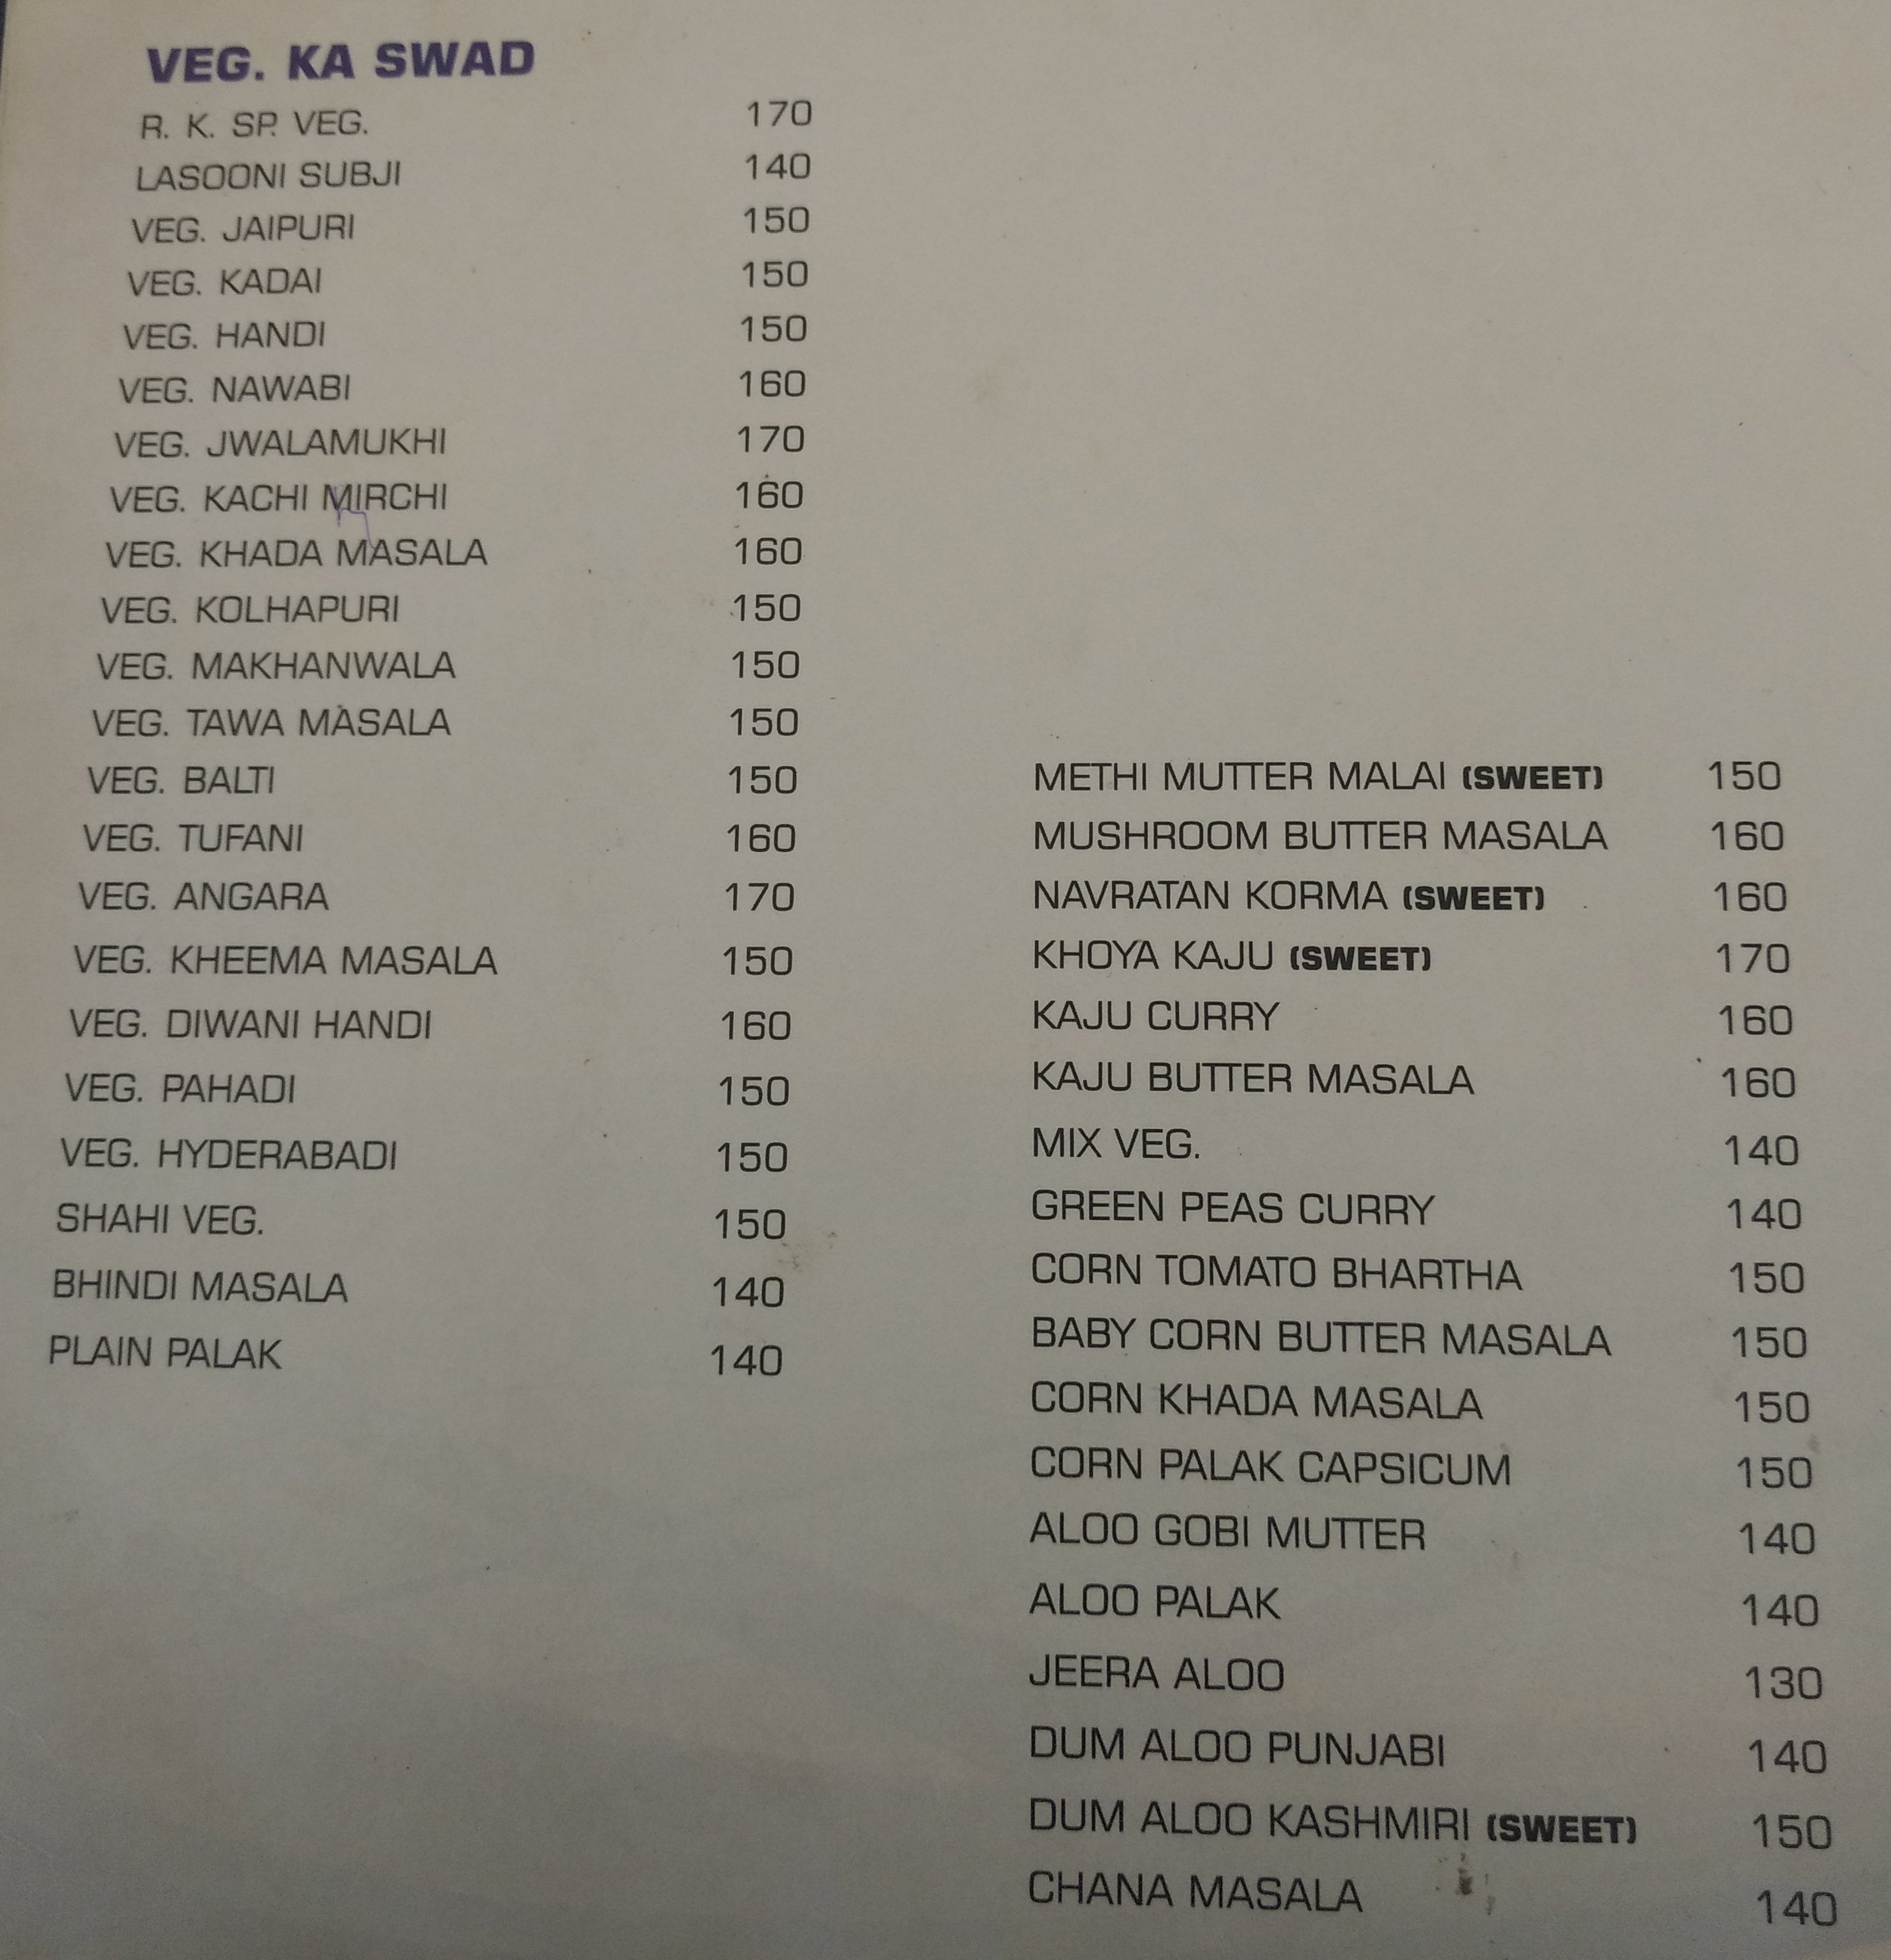 VEG. KA SWAD
R. K. SP. VEG. 170
LASOONI SUBJI 140
VEG. JAIPURI 150
VEG. KADAI 150
VEG. HANDI 150
VEG. NAWABI 160
VEG. JWALAMUKHI 170
VEG. KACHI MIRCHI 160
VEG. KHADA MASALA 160
VEG. KOLHAPURI 150
VEG. MAKHANWALA 150
VEG. TAWA MASALA 150
VEG. BALTI 150
VEG. TUFANI 160
VEG. ANGARA 170
VEG. KHEEMA MASALA 150
VEG. DIWANI HANDI 160
VEG. PAHADI 150
VEG. HYDERABADI 150
SHAHI VEG. 150
BHINDI MASALA 140
PLAIN PALAK 140
METHI MUTTER MALAI (SWEET) 150
MUSHROOM BUTTER MASALA 160
NAVRATAN KORMA (SWEET) 160
KHOYA KAJU (SWEET) 170
KAJU CURRY 160
KAJU BUTTER MASALA 160
MIX VEG. 140
GREEN PEAS CURRY 140
CORN TOMATO BHARTHA 150
BABY CORN BUTTER MASALA 150
CORN KHADA MASALA 150
CORN PALAK CAPSICUM 150
ALOO GOBI MUTTER 140
ALOO PALAK 140
JEERA ALOO 130
DUM ALOO PUNJABI 140
DUM ALOO KASHMIRI (SWEET) 150
CHANA MASALA 140